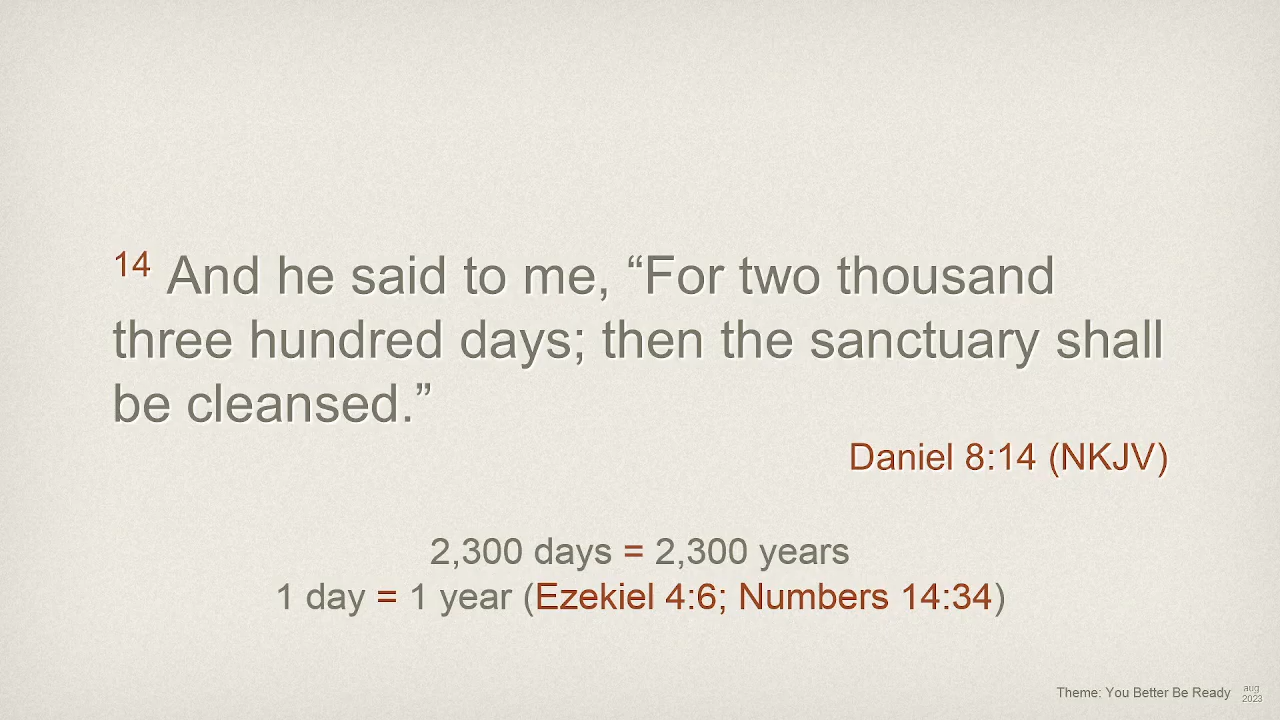 14 And he said to me, “For two thousand
three hundred days; then the sanctuary shall
be cleansed.”
Daniel 8:14 (NKJV)
2,300 days = 2,300 years
1 day = 1 year (Ezekiel 4:6; Numbers 14:34)
Theme: You Better Be Ready
aug
2023